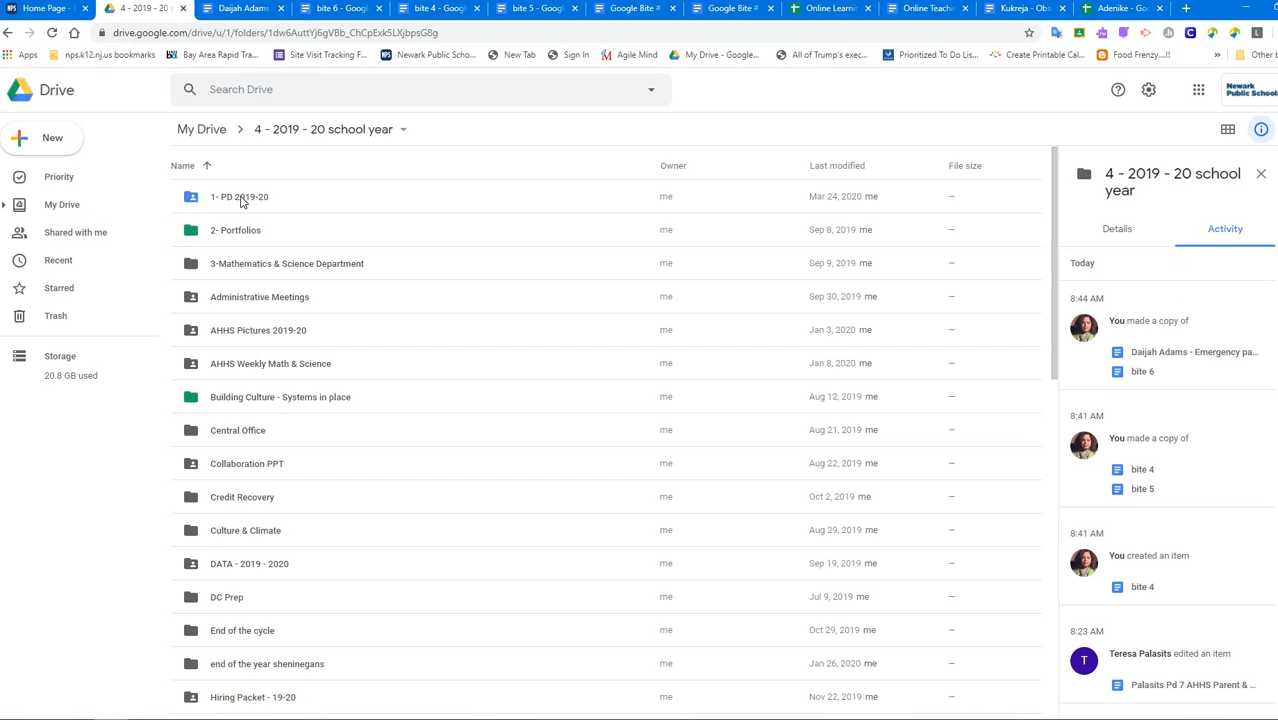 Home Page -
4 - 2019 - 20
Daijah Adams
bite 6 - Googl
bite 4 - Googl
bite 5 - Googl
Google Bite #
Google Bite #
Online Learni
Online Teachi
Kukreja - Obs
Adenike - Goo
drive.google.com/drive/u/1/folders/
Apps
nps.k12.nj.us bookmarks
Bay Area Rapid Tra...
Site Visit Tracking F...
Newark Public Scho...
New Tab
Sign In
Agile Mind
My Drive - Google...
All of Trump's exec...
Prioritized To Do Lis...
Create Printable Cal...
Food Frenzy....!!
»
Other b
Drive
Search Drive
Newark
Public Schools
New
My Drive > 4 - 2019 - 20 school year
Priority
My Drive
Shared with me
Recent
Starred
Trash
Storage
20.8 GB used
Name Owner Last modified File size
1- PD 2019-20 me Mar 24, 2020 me –
2- Portfolios me Sep 8, 2019 me –
3-Mathematics & Science Department me Sep 9, 2019 me –
Administrative Meetings me Sep 30, 2019 me –
AHHS Pictures 2019-20 me Jan 3, 2020 me –
AHHS Weekly Math & Science me Jan 8, 2020 me –
Building Culture - Systems in place me Aug 12, 2019 me –
Central Office me Aug 21, 2019 me –
Collaboration PPT me Aug 22, 2019 me –
Credit Recovery me Oct 2, 2019 me –
Culture & Climate me Aug 29, 2019 me –
DATA - 2019 - 2020 me Sep 19, 2019 me –
DC Prep me Jul 9, 2019 me –
End of the cycle me Oct 29, 2019 me –
end of the year sheninegans me Jan 26, 2020 me –
Hiring Packet - 19-20 me Nov 22, 2019 me –
4 - 2019 - 20 school
year
Details Activity
Today
8:44 AM
You made a copy of
Daijah Adams - Emergency pa...
bite 6
8:41 AM
You made a copy of
bite 4
bite 5
8:41 AM
You created an item
bite 4
8:23 AM
T
Teresa Palasits edited an item
Palasits Pd 7 AHHS Parent & ...